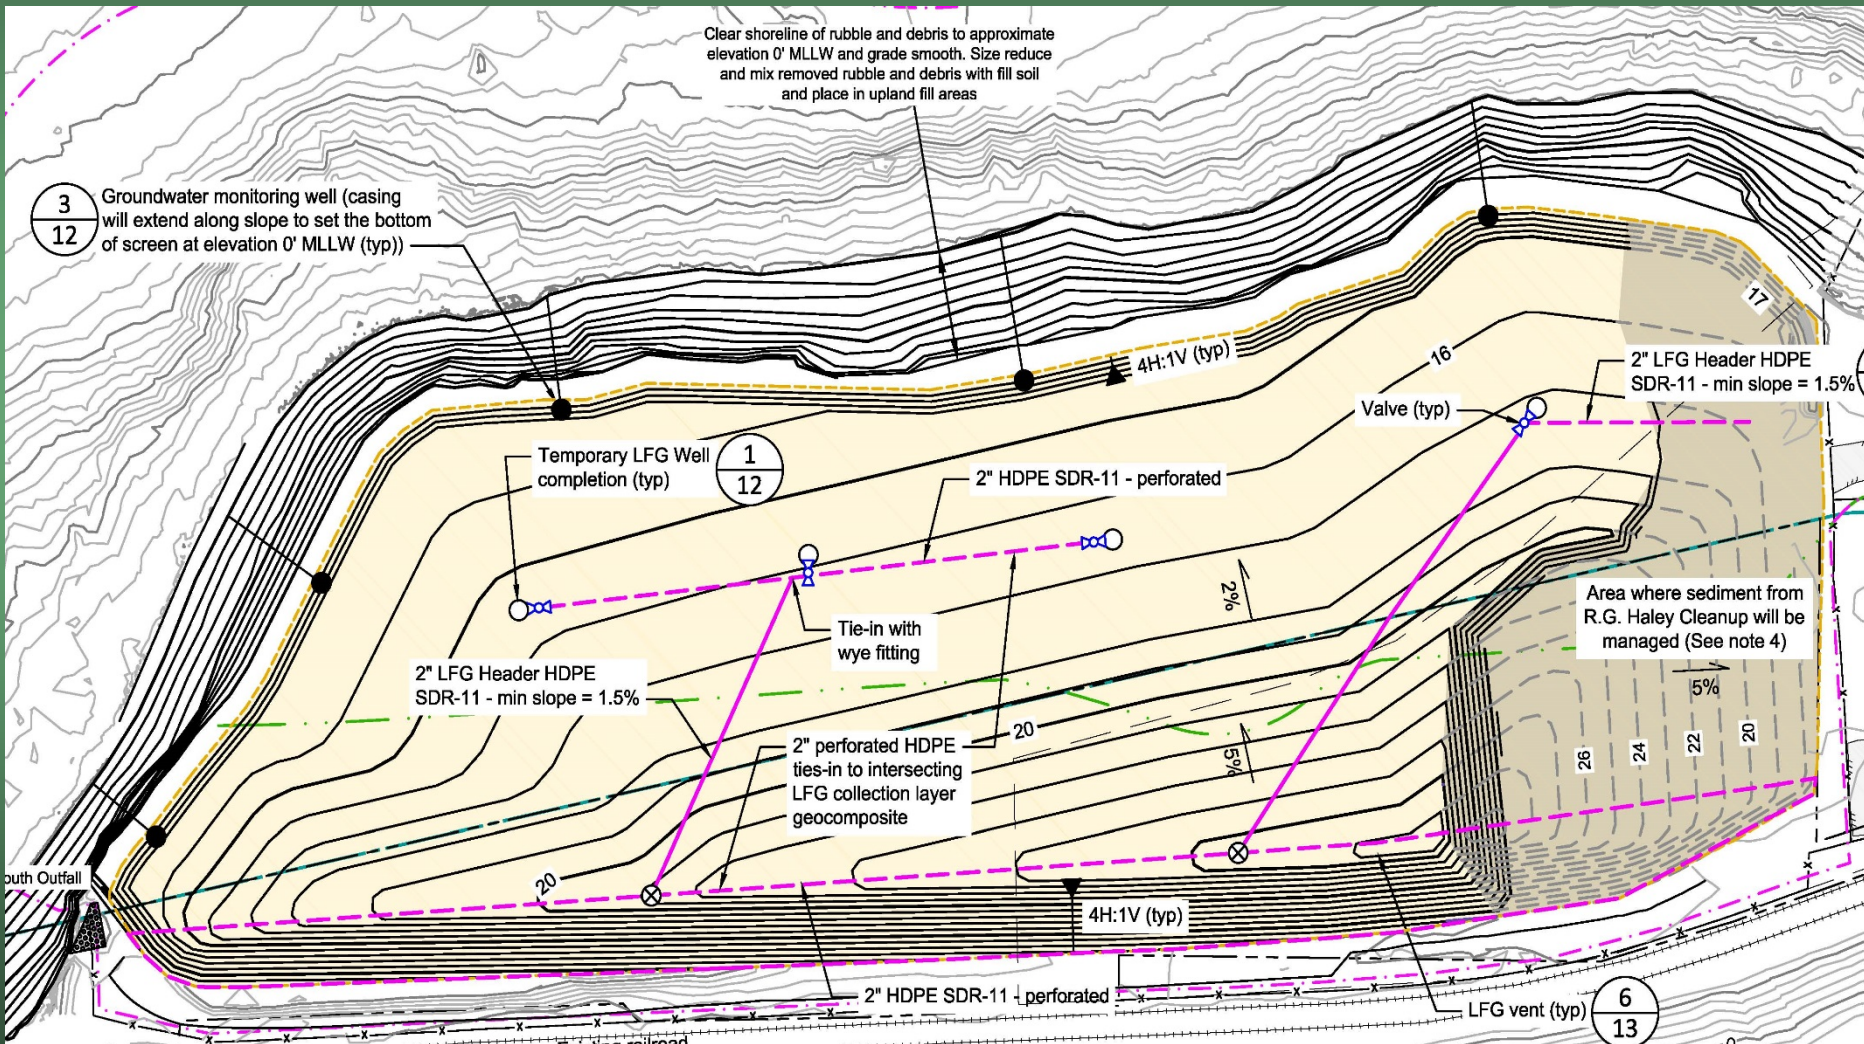 Clear shoreline of rubble and debris to approximate
elevation 0' MLLW and grade smooth. Size reduce
and mix removed rubble and debris with fill soil
and place in upland fill areas
3
12
Groundwater monitoring well (casing
will extend along slope to set the bottom
of screen at elevation 0' MLLW (typ))
17
4H:1V (typ)
16
2" LFG Header HDPE
SDR-11 - min slope = 1.5%
Valve (typ)
Temporary LFG Well
completion (typ)
1
12
2" HDPE SDR-11 - perforated
2%
Area where sediment from
R.G. Haley Cleanup will be
managed (See note 4)
Tie-in with
wye fitting
2" LFG Header HDPE
SDR-11 - min slope = 1.5%
5%
20
2" perforated HDPE
ties-in to intersecting
LFG collection layer
geocomposite
5%
26
24
22
20
outh Outfall
20
4H:1V (typ)
2" HDPE SDR-11 - perforated
LFG vent (typ)
6
13
railroad